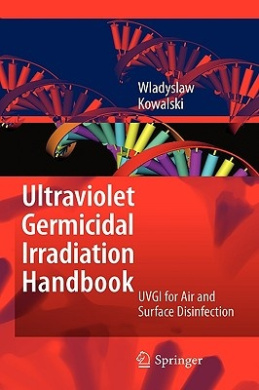 Wladyslaw
Kowalski
Ultraviolet
Germicidal
Irradiation
Handbook
UVGI for Air and
Surface Disinfection
Springer